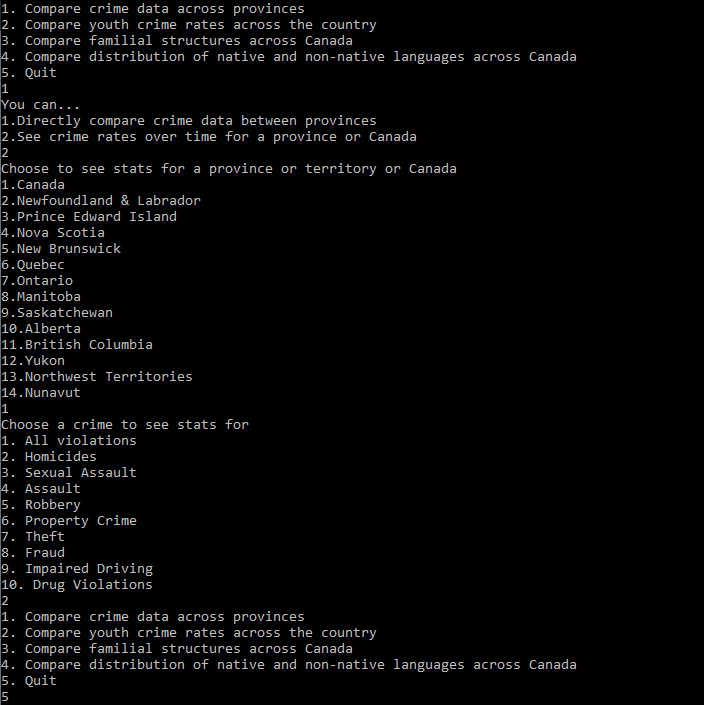 1. Compare crime data across provinces
2. Compare youth crime rates across the country
3. Compare familial structures across Canada
4. Compare distribution of native and non-native languages across Canada
5. Quit
1
You can...
1.Directly compare crime data between provinces
2.See crime rates over time for a province or Canada
2
Choose to see stats for a province or territory or Canada
1.Canada
2.Newfoundland & Labrador
3.Prince Edward Island
4.Nova Scotia
5.New Brunswick
6.Quebec
7.Ontario
8.Manitoba
9.Saskatchewan
10.Alberta
11.British Columbia
12.Yukon
13.Northwest Territories
14.Nunavut
1
Choose a crime to see stats for
1. All violations
2. Homicides
3. Sexual Assault
4. Assault
5. Robbery
6. Property Crime
7. Theft
8. Fraud
9. Impaired Driving
10. Drug Violations
2
1. Compare crime data across provinces
2. Compare youth crime rates across the country
3. Compare familial structures across Canada
4. Compare distribution of native and non-native languages across Canada
5. Quit
5